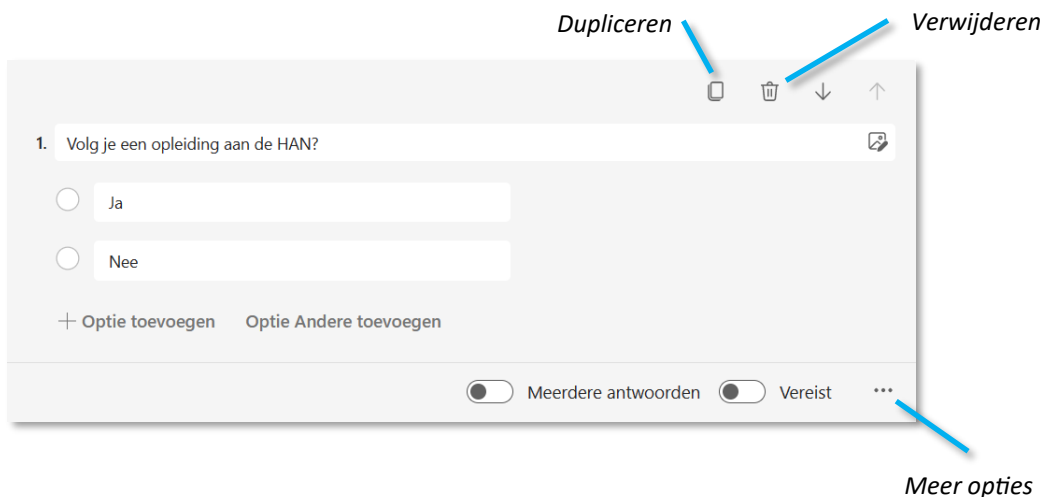 Dupliceren
Verwijderen
1. Volg je een opleiding aan de HAN?
Ja
Nee
Optie toevoegen Optie Andere toevoegen
Meerdere antwoorden Vereist
Meer opties